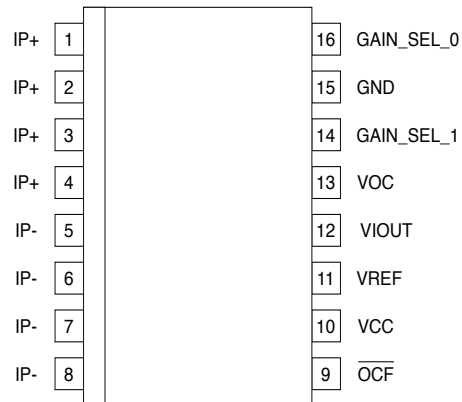 IP+ 1 16 GAIN_SEL_0
IP+ 2 15 GND
IP+ 3 14 GAIN_SEL_1
IP+ 4 13 VOC
IP- 5 12 VIOUT
IP- 6 11 VREF
IP- 7 10 VCC
IP- 8 9 O̅C̅F̅